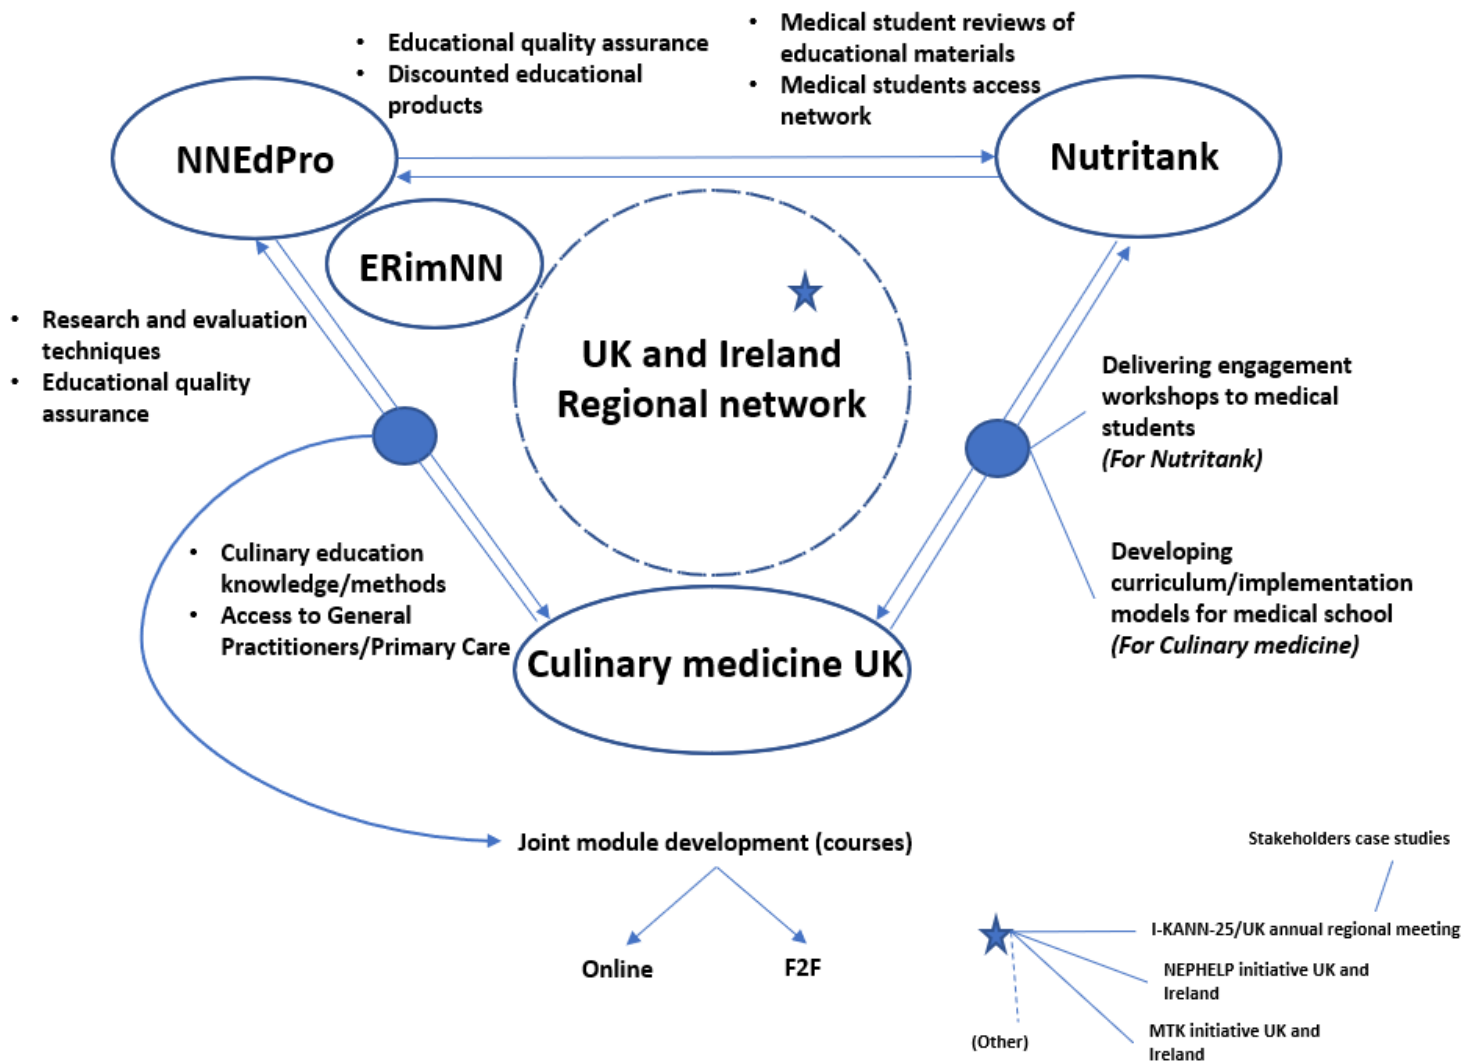 • Educational quality assurance
• Discounted educational
products
• Medical student reviews of
educational materials
• Medical students access
network
NNEdPro
Nutritank
ERimNN
UK and Ireland
Regional network
• Research and evaluation
techniques
• Educational quality
assurance
Delivering engagement
workshops to medical
students
(For Nutritank)
• Culinary education
knowledge/methods
• Access to General
Practitioners/Primary Care
Developing
curriculum/implementation
models for medical school
(For Culinary medicine)
Culinary medicine UK
Joint module development (courses)
Online
F2F
Stakeholders case studies
I-KANN-25/UK annual regional meeting
NEPHELP initiative UK and
Ireland
MTK initiative UK and
Ireland
(Other)